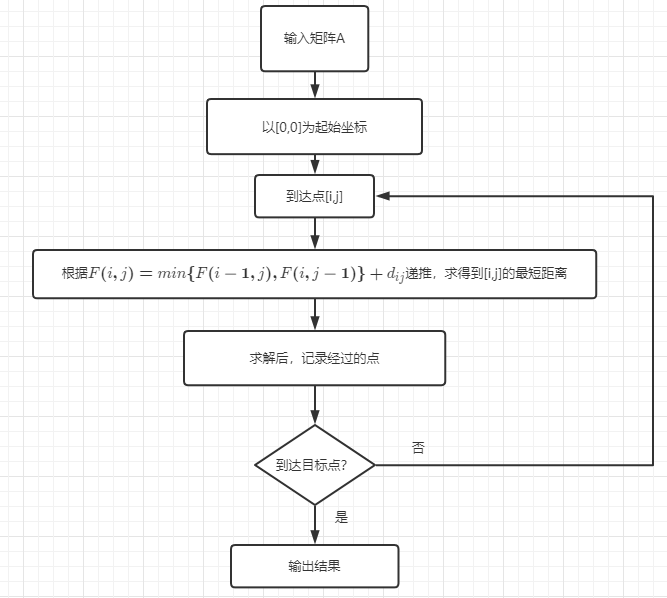 输入矩阵A
以[0,0]为起始坐标
到达点[i,j]
根据F(i, j) = min{F(i − 1, j), F(i, j − 1)} + d_{ij}递推，求得到[i,j]的最短距离
求解后，记录经过的点
到达目标点?
否
是
输出结果